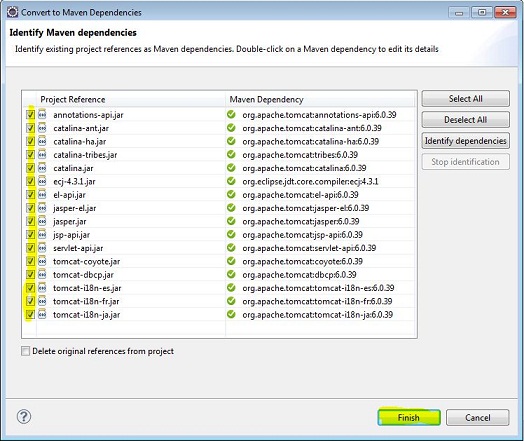 Convert to Maven Dependencies
Identify Maven dependencies
Identify existing project references as Maven dependencies. Double-click on a Maven dependency to edit its details
Project Reference Maven Dependency
annotations-api.jar org.apache.tomcat:annotations-api:6.0.39
catalina-ant.jar org.apache.tomcat:catalina-ant:6.0.39
catalina-ha.jar org.apache.tomcat:catalina-ha:6.0.39
catalina-tribes.jar org.apache.tomcat:tribes:6.0.39
catalina.jar org.apache.tomcat:catalina:6.0.39
ecj-4.3.1.jar org.eclipse.jdt.core.compiler:ecj:4.3.1
el-api.jar org.apache.tomcat:el-api:6.0.39
jasper-el.jar org.apache.tomcat:jasper-el:6.0.39
jasper.jar org.apache.tomcat:jasper:6.0.39
jsp-api.jar org.apache.tomcat:jsp-api:6.0.39
servlet-api.jar org.apache.tomcat:servlet-api:6.0.39
tomcat-coyote.jar org.apache.tomcat:coyote:6.0.39
tomcat-dbcp.jar org.apache.tomcat:dbcp:6.0.39
tomcat-i18n-es.jar org.apache.tomcat:tomcat-i18n-es:6.0.39
tomcat-i18n-fr.jar org.apache.tomcat:tomcat-i18n-fr:6.0.39
tomcat-i18n-ja.jar org.apache.tomcat:tomcat-i18n-ja:6.0.39
Select All
Deselect All
Identify dependencies
Stop identification
Delete original references from project
?
Finish
Cancel